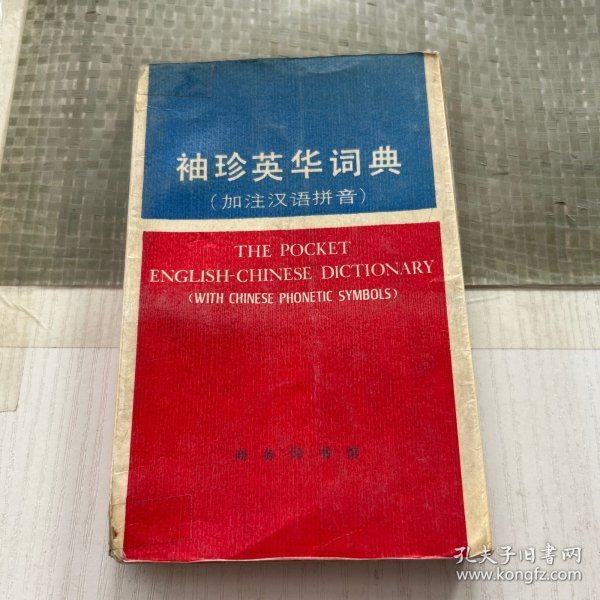 袖珍英华词典
(加注汉语拼音)
THE POCKET
ENGLISH-CHINESE DICTIONARY
(WITH CHINESE PHONETIC SYMBOLS)
商务印书馆
孔夫子旧书网
www.kongfz.com